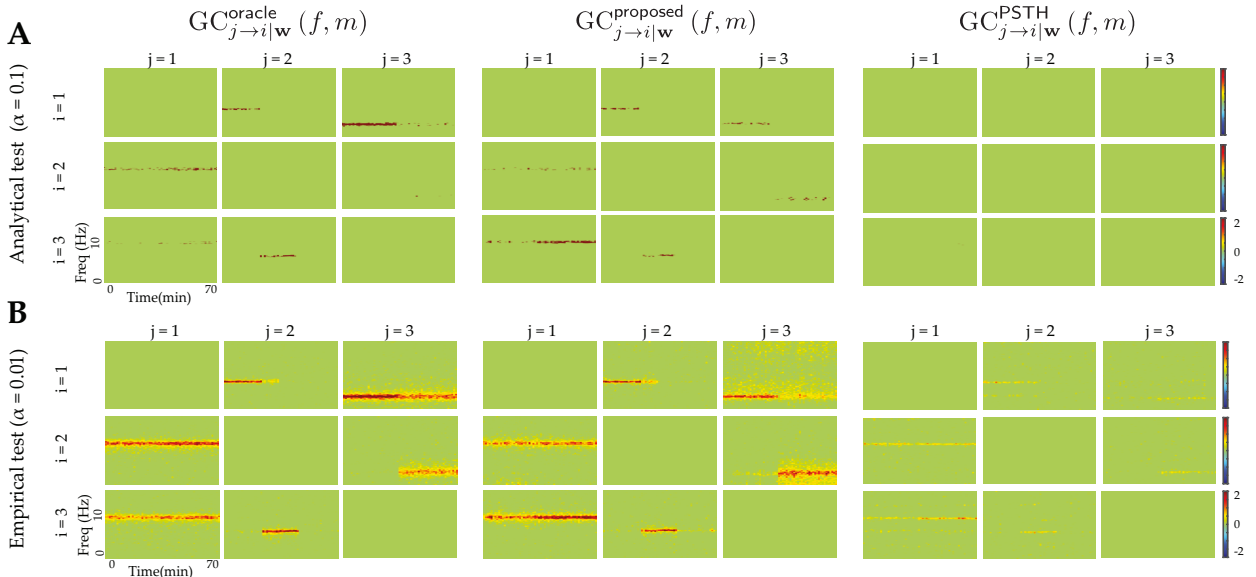 A
GC^oracle_{j→i|w} (f, m) GC^proposed_{j→i|w} (f, m) GC^PSTH_{j→i|w} (f, m)
Analytical test (α = 0.1)
j = 1 j = 2 j = 3 j = 1 j = 2 j = 3 j = 1 j = 2 j = 3
i = 1
i = 2
i = 3
Freq (Hz)
10
0
0 70
Time(min)
2
0
-2
B
Empirical test (α = 0.01)
j = 1 j = 2 j = 3 j = 1 j = 2 j = 3 j = 1 j = 2 j = 3
i = 1
i = 2
i = 3
Freq (Hz)
10
0
0 70
Time(min)
2
0
-2